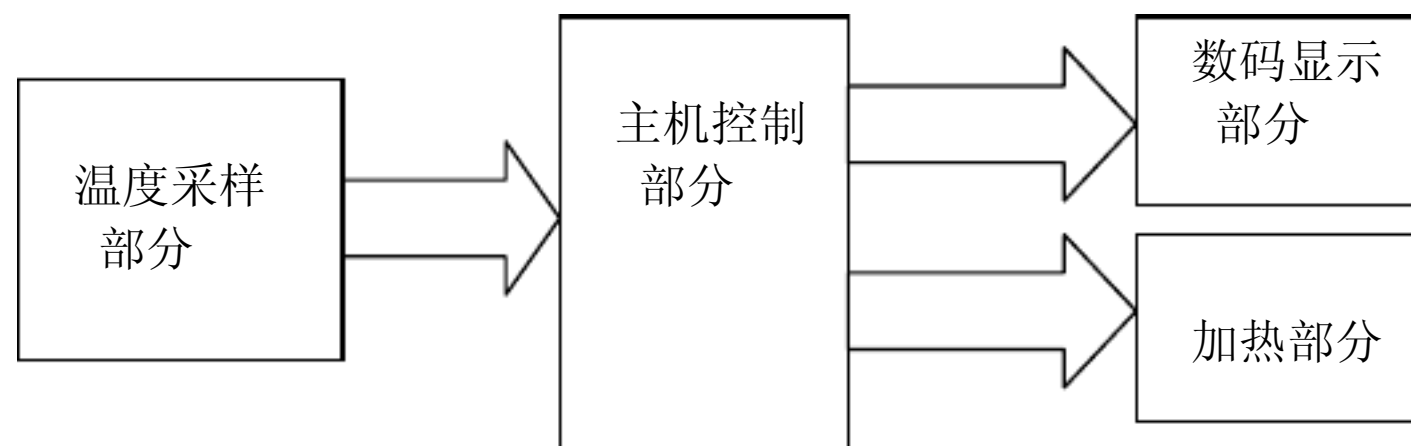 温度采样
部分
主机控制
部分
数码显示
部分
加热部分